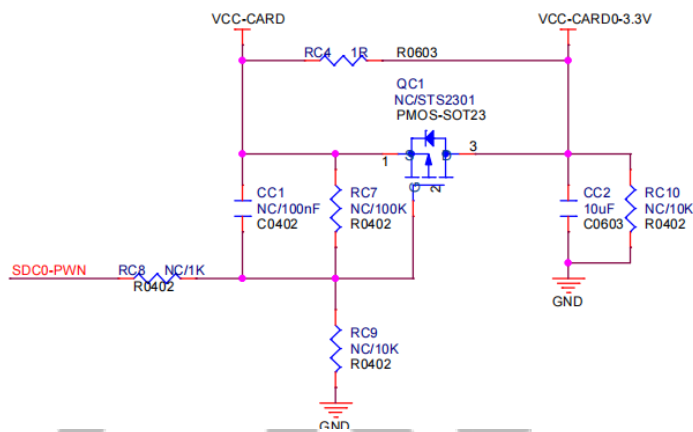 VCC-CARD
VCC-CARD0-3.3V
RC4 1R R0603
QC1
NC/STS2301
PMOS-SOT23
1
3
S
D
G
2
CC1
NC/100nF
C0402
RC7
NC/100K
R0402
CC2
10uF
C0603
RC10
NC/10K
R0402
SDC0-PWN
RC8 NC/1K
R0402
GND
RC9
NC/10K
R0402
GND